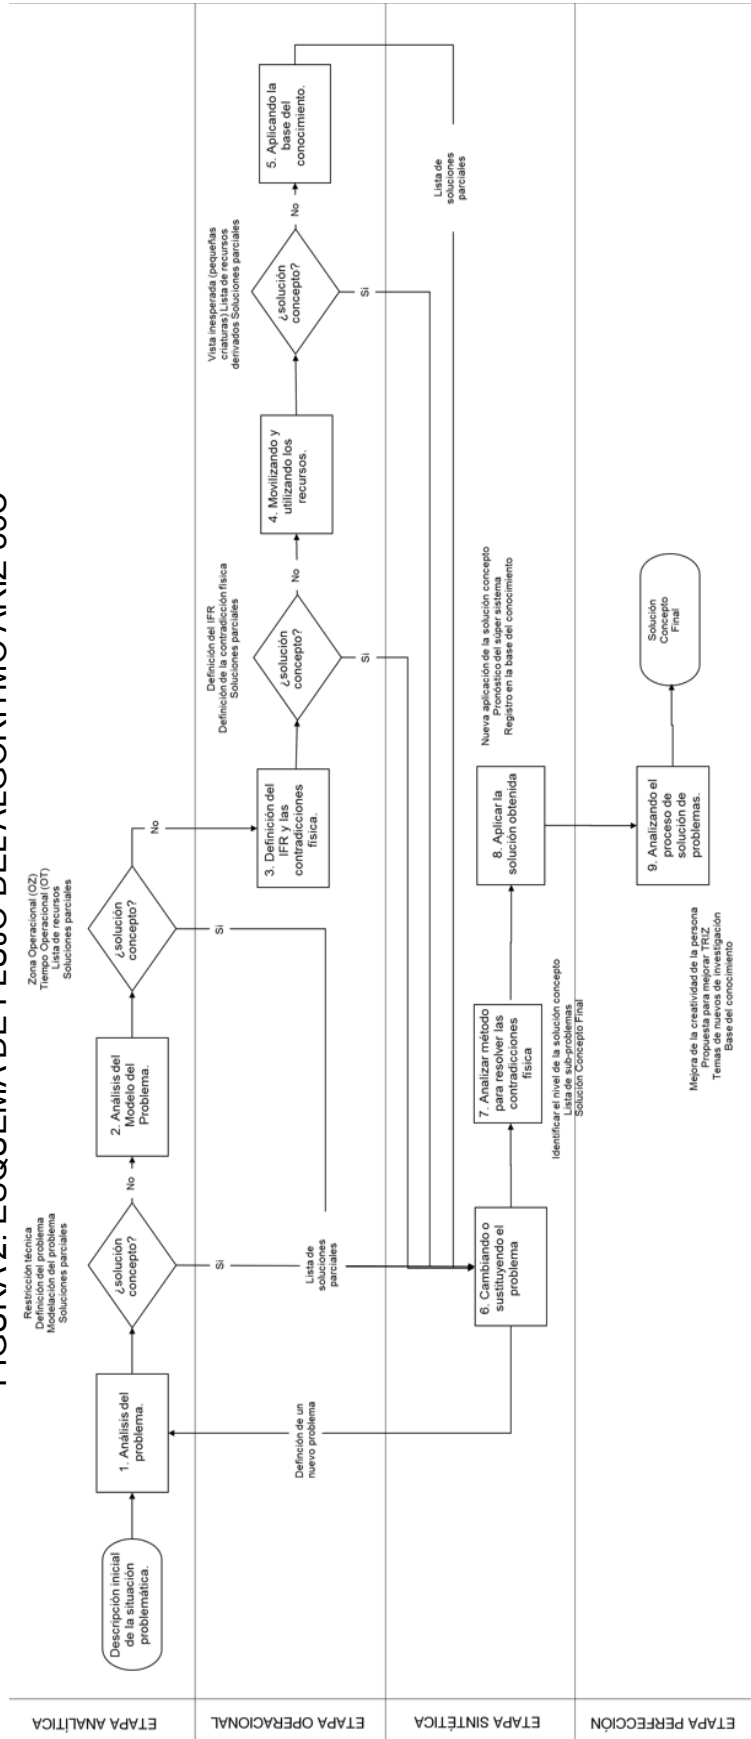 FIGURA 2. ESQUEMA DE FLUJO DEL ALGORITMO ARIZ 85C
ETAPA ANALÍTICA
Descripción inicial
de la situación
problemática.
1. Análisis del
problema.
Restricción técnica
Definición del problema
Modelación del problema
Soluciones parciales
¿solución
concepto?
No
Si
2. Análisis del
Modelo del
Problema.
Zona Operacional (OZ)
Tiempo Operacional (OT)
Lista de recursos
Soluciones parciales
¿solución
concepto?
No
Si
ETAPA OPERACIONAL
Definción de un
nuevo problema
Lista de
soluciones
parciales
3. Definición del
IFR y las
contradicciones
física.
Definición del IFR
Definición de la contradicción física
Soluciones parciales
¿solución
concepto?
No
Si
4. Movilizando y
utilizando los
recursos.
Vista inesperada (pequeñas
criaturas) Lista de recursos
derivados Soluciones parciales
¿solución
concepto?
No
Si
5. Aplicando la
base del
conocimiento.
Lista de
soluciones
parciales
ETAPA SINTÉTICA
6. Cambiando o
sustituyendo el
problema
7. Analizar método
para resolver las
contradicciones
física
Identificar el nivel de la solución concepto
Lista de sub-problemas
Solución Concepto Final
8. Aplicar la
solución obtenida
Nueva aplicación de la solución concepto
Pronóstico del súper sistema
Registro en la base del conocimiento
ETAPA PERFECCIÓN
9. Analizando el
proceso de
solución de
problemas.
Mejora de la creatividad de la persona
Propuesta para mejorar TRIZ
Temas de nuevos de investigación
Base del conocimiento
Solución
Concepto
Final